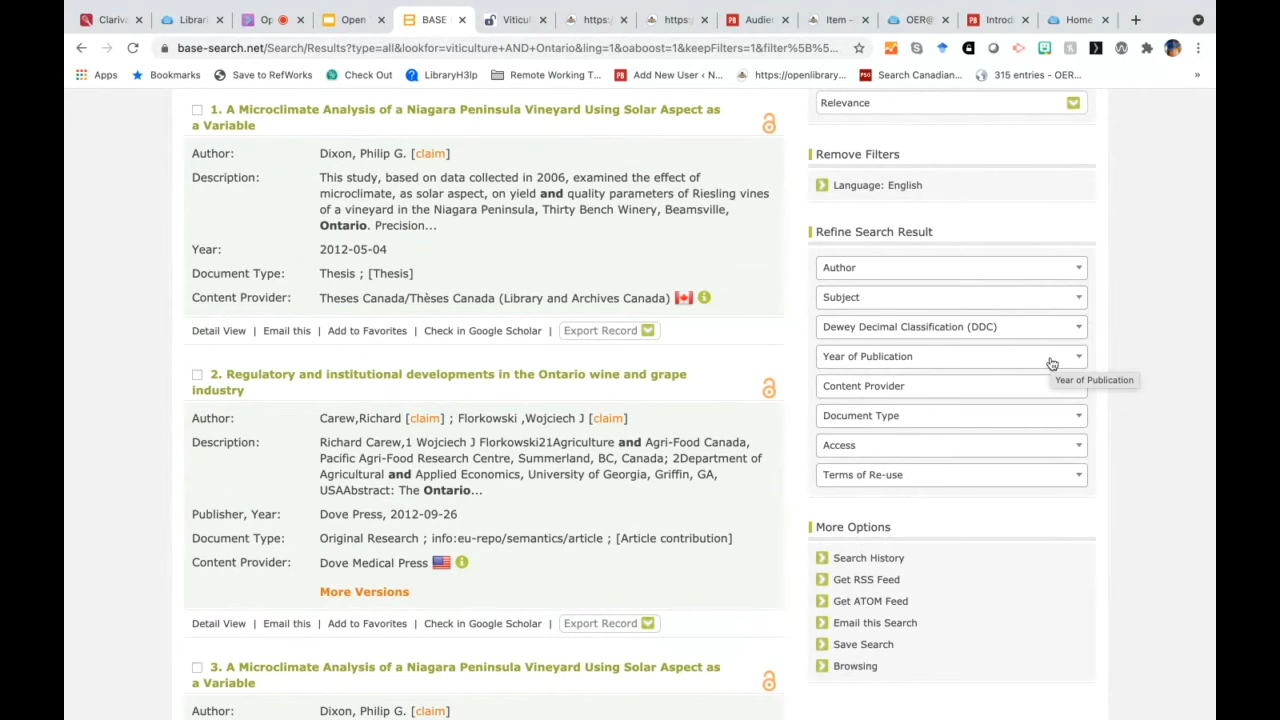 Clariva
Librari
Op
Open
BASE
Viticul
https:/
https:/
Audier
Item –
OER@
Introd
Home
base-search.net/Search/Results?type=all&lookfor=viticulture+AND+Ontario&ling=1&oaboost=1&keepFilters=1&filter%5B%5...
Apps
Bookmarks
Save to RefWorks
Check Out
LibraryH3lp
Remote Working T...
Add New User ‹ N...
https://openlibrary...
Search Canadian...
315 entries - OER...
»
1. A Microclimate Analysis of a Niagara Peninsula Vineyard Using Solar Aspect as
a Variable
Author: Dixon, Philip G. [claim]
Description: This study, based on data collected in 2006, examined the effect of
microclimate, as solar aspect, on yield and quality parameters of Riesling vines
of a vineyard in the Niagara Peninsula, Thirty Bench Winery, Beamsville,
Ontario. Precision...
Year: 2012-05-04
Document Type: Thesis ; [Thesis]
Content Provider: Theses Canada/Thèses Canada (Library and Archives Canada)
Detail View | Email this | Add to Favorites | Check in Google Scholar | Export Record
2. Regulatory and institutional developments in the Ontario wine and grape
industry
Author: Carew,Richard [claim] ; Florkowski ,Wojciech J [claim]
Description: Richard Carew,1 Wojciech J Florkowski21Agriculture and Agri-Food Canada,
Pacific Agri-Food Research Centre, Summerland, BC, Canada; 2Department of
Agricultural and Applied Economics, University of Georgia, Griffin, GA,
USAAbstract: The Ontario...
Publisher, Year: Dove Press, 2012-09-26
Document Type: Original Research ; info:eu-repo/semantics/article ; [Article contribution]
Content Provider: Dove Medical Press
More Versions
Detail View | Email this | Add to Favorites | Check in Google Scholar | Export Record
3. A Microclimate Analysis of a Niagara Peninsula Vineyard Using Solar Aspect as
a Variable
Author: Dixon, Philip G. [claim]
Relevance
Remove Filters
Language: English
Refine Search Result
Author
Subject
Dewey Decimal Classification (DDC)
Year of Publication
Year of Publication
Content Provider
Document Type
Access
Terms of Re-use
More Options
Search History
Get RSS Feed
Get ATOM Feed
Email this Search
Save Search
Browsing